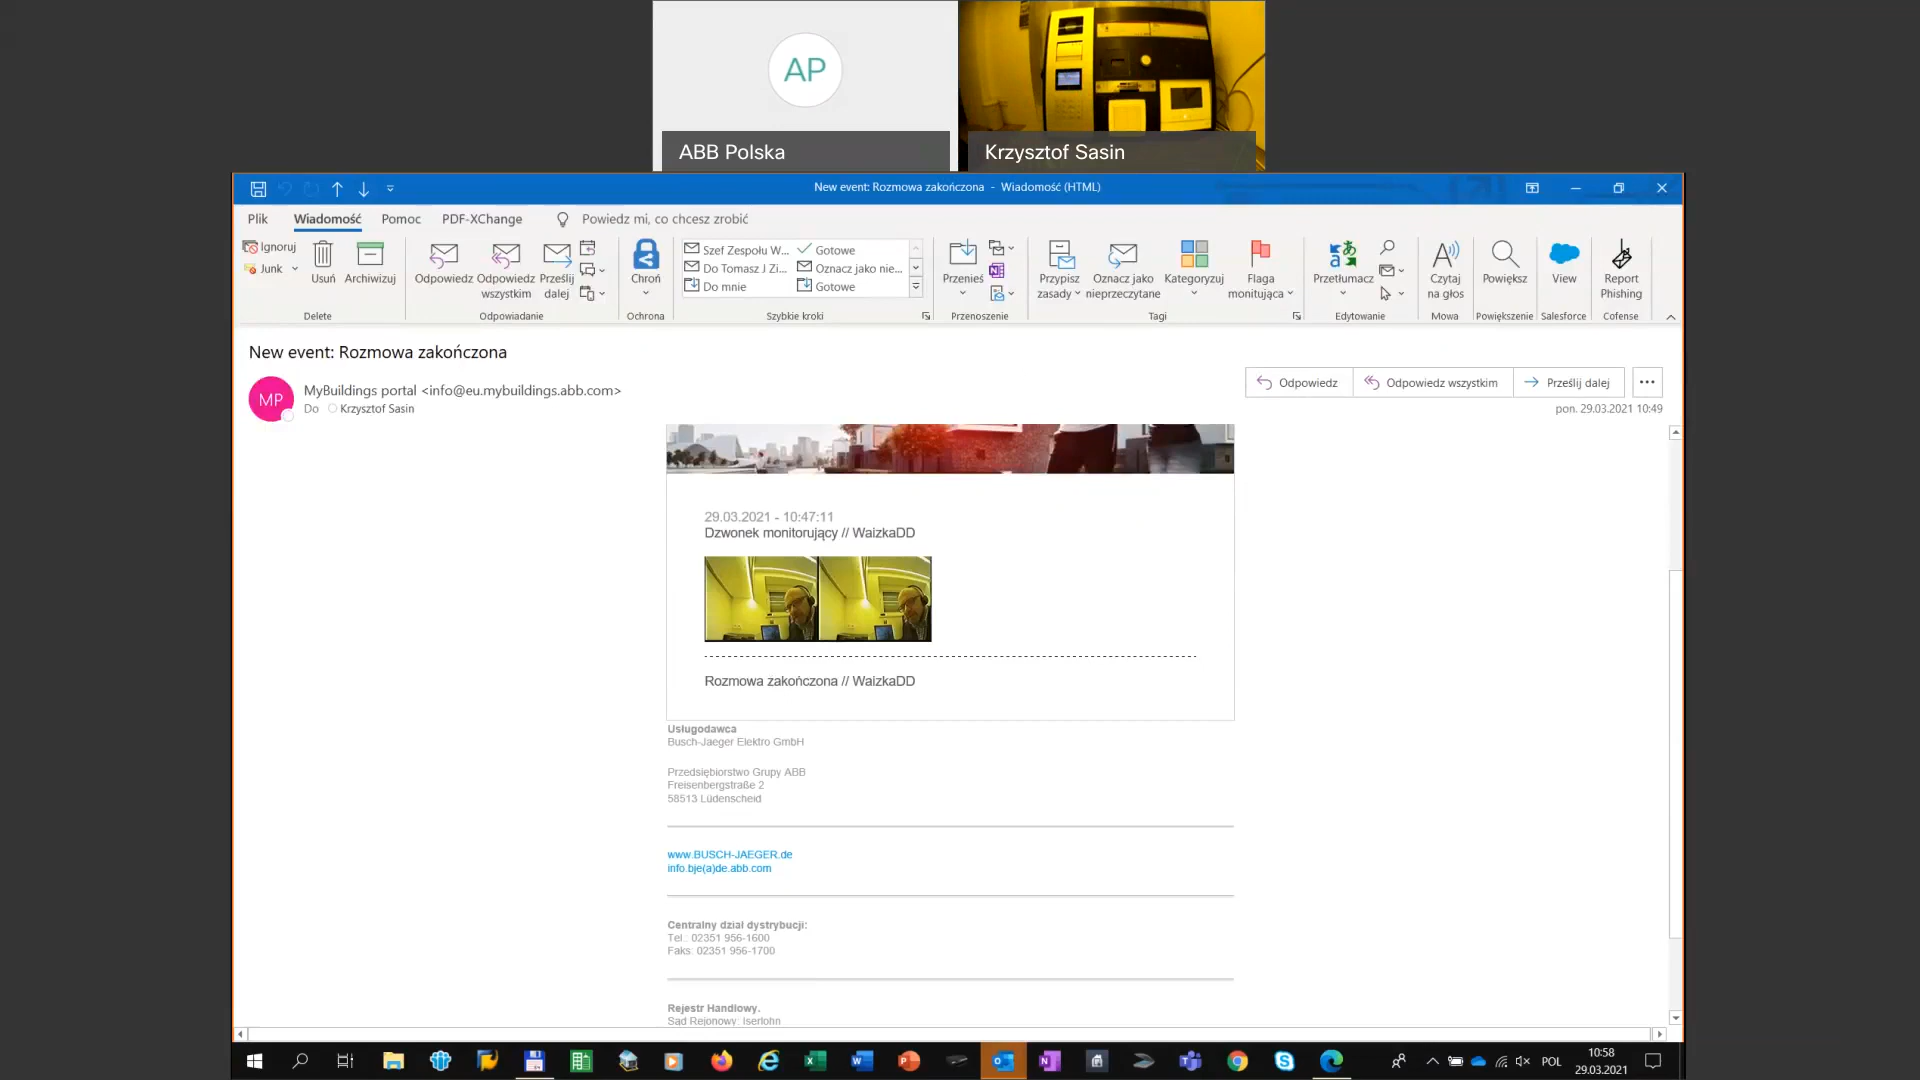 AP
ABB Polska
Krzysztof Sasin
New event: Rozmowa zakończona - Wiadomość (HTML)
Plik Wiadomość Pomoc PDF-XChange Powiedz mi, co chcesz zrobić
Ignoruj
Junk
Usuń
Archiwizuj
Delete
Odpowiedz
Odpowiedz wszystkim
Prześlij dalej
Odpowiadanie
Chroń
Ochrona
Szef Zespołu W...
Do Tomasz J Zi...
Do mnie
Gotowe
Oznacz jako nie...
Gotowe
Szybkie kroki
Przenieś
Przenoszenie
Przypisz zasady
Oznacz jako nieprzeczytane
Kategoryzuj
Flaga monitująca
Tagi
Przetłumacz
Edytowanie
Czytaj na głos
Mowa
Powiększ
Powiększenie
View
Salesforce
Report Phishing
Cofense
New event: Rozmowa zakończona
MP
MyBuildings portal <info@eu.mybuildings.abb.com>
Do Krzysztof Sasin
Odpowiedz Odpowiedz wszystkim Prześlij dalej
pon. 29.03.2021 10:49
29.03.2021 - 10:47:11
Dzwonek monitorujący // WaizkaDD
Rozmowa zakończona // WaizkaDD
Usługodawca
Busch-Jaeger Elektro GmbH
Przedsiębiorstwo Grupy ABB
Freisenbergstraße 2
58513 Lüdenscheid
www.BUSCH-JAEGER.de
info.bje(a)de.abb.com
Centralny dział dystrybucji:
Tel.: 02351 956-1600
Faks: 02351 956-1700
Rejestr Handlowy.
Sąd Rejonowy: Iserlohn
POL
10:58
29.03.2021